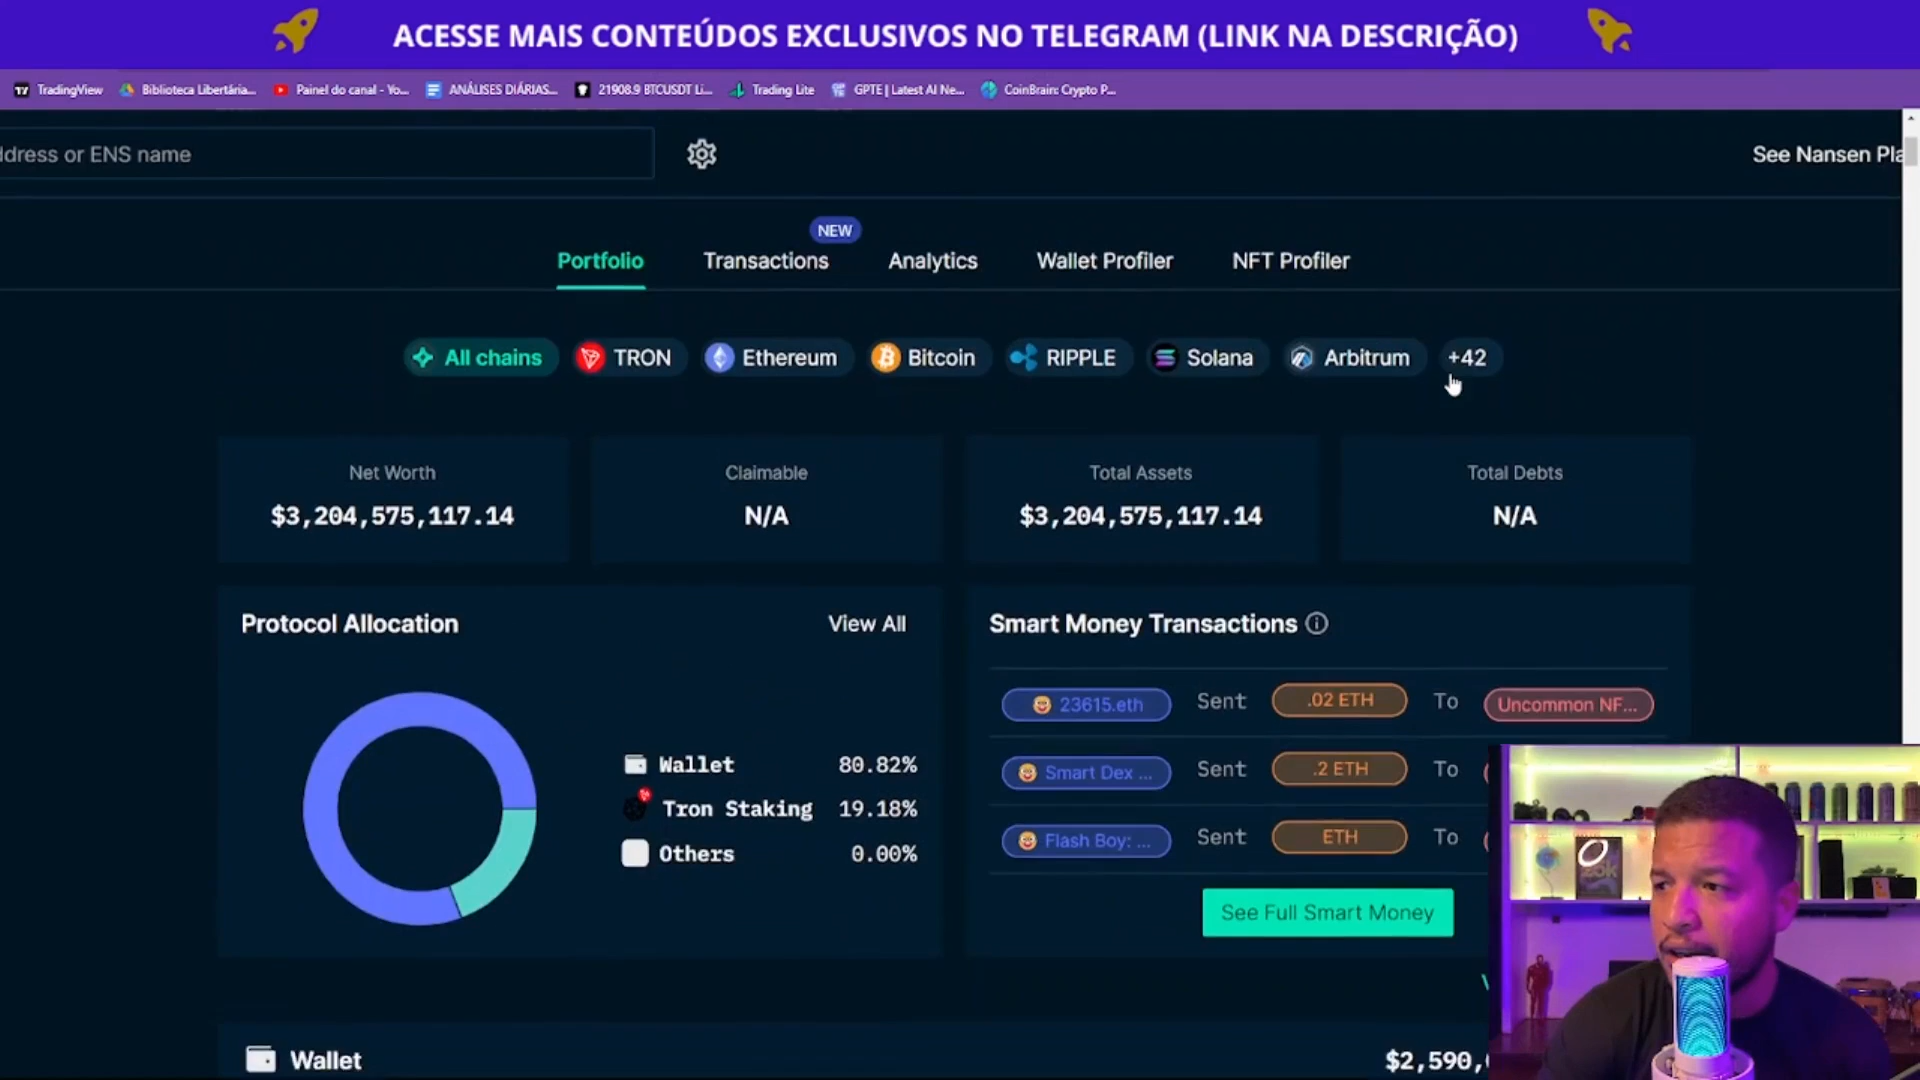 ACESSE MAIS CONTEÚDOS EXCLUSIVOS NO TELEGRAM (LINK NA DESCRIÇÃO)
TradingView Biblioteca Libertária... Painel do canal - Yo... ANÁLISES DIÁRIAS... 21908.9 BTCUSDT Li... Trading Lite GPTE | Latest AI Ne... CoinBrain: Crypto P...
ddress or ENS name
See Nansen Pla
NEW
Portfolio Transactions Analytics Wallet Profiler NFT Profiler
All chains TRON Ethereum Bitcoin RIPPLE Solana Arbitrum +42
Net Worth Claimable Total Assets Total Debts
$3,204,575,117.14 N/A $3,204,575,117.14 N/A
Protocol Allocation View All
Wallet 80.82%
Tron Staking 19.18%
Others 0.00%
Smart Money Transactions
23615.eth Sent .02 ETH To Uncommon NF...
Smart Dex ... Sent .2 ETH To
Flash Boy: ... Sent ETH To
See Full Smart Money
Wallet $2,590,